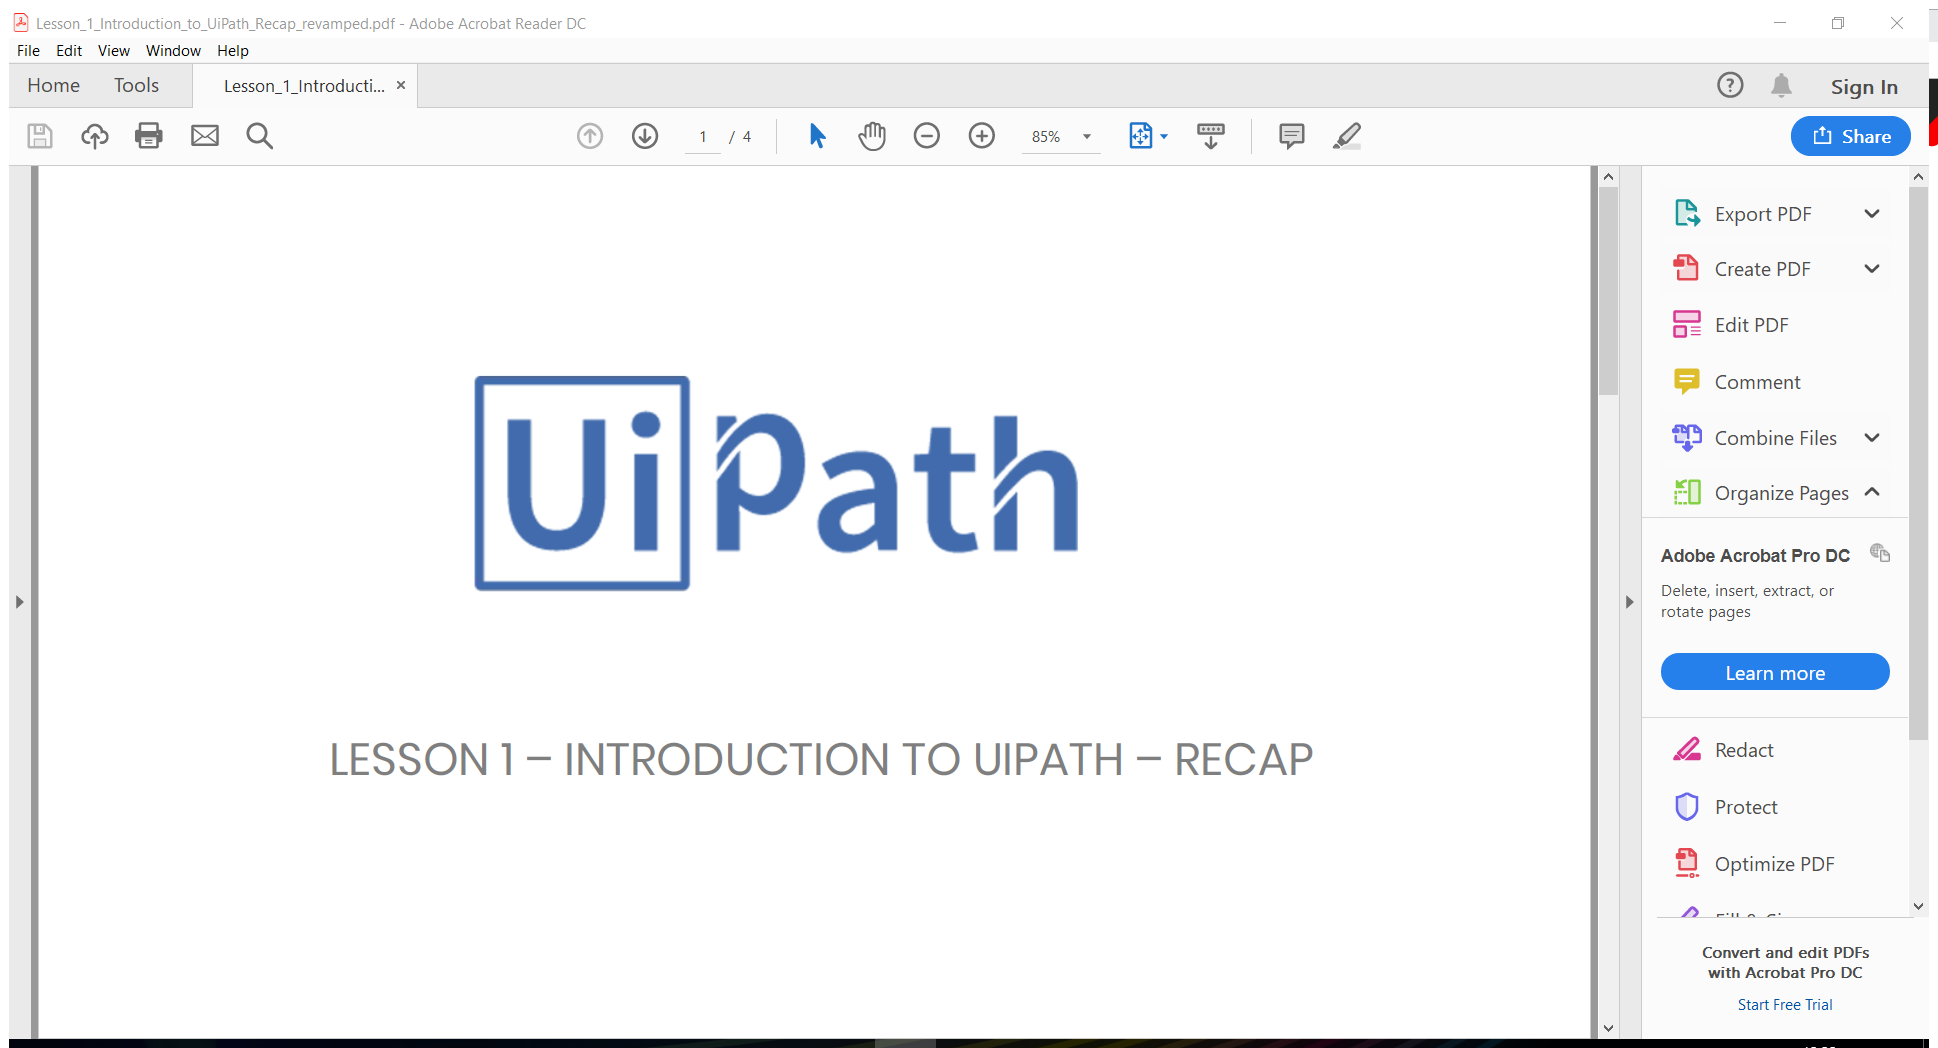 Lesson_1_Introduction_to_UiPath_Recap_revamped.pdf - Adobe Acrobat Reader DC
File Edit View Window Help
Home Tools Lesson_1_Introducti... × Sign In
1 / 4 85% Share
Export PDF
Create PDF
Edit PDF
Comment
Combine Files
Organize Pages
Adobe Acrobat Pro DC
Delete, insert, extract, or
rotate pages
Learn more
Redact
Protect
Optimize PDF
Convert and edit PDFs
with Acrobat Pro DC
Start Free Trial
UiPath
LESSON 1 – INTRODUCTION TO UIPATH – RECAP